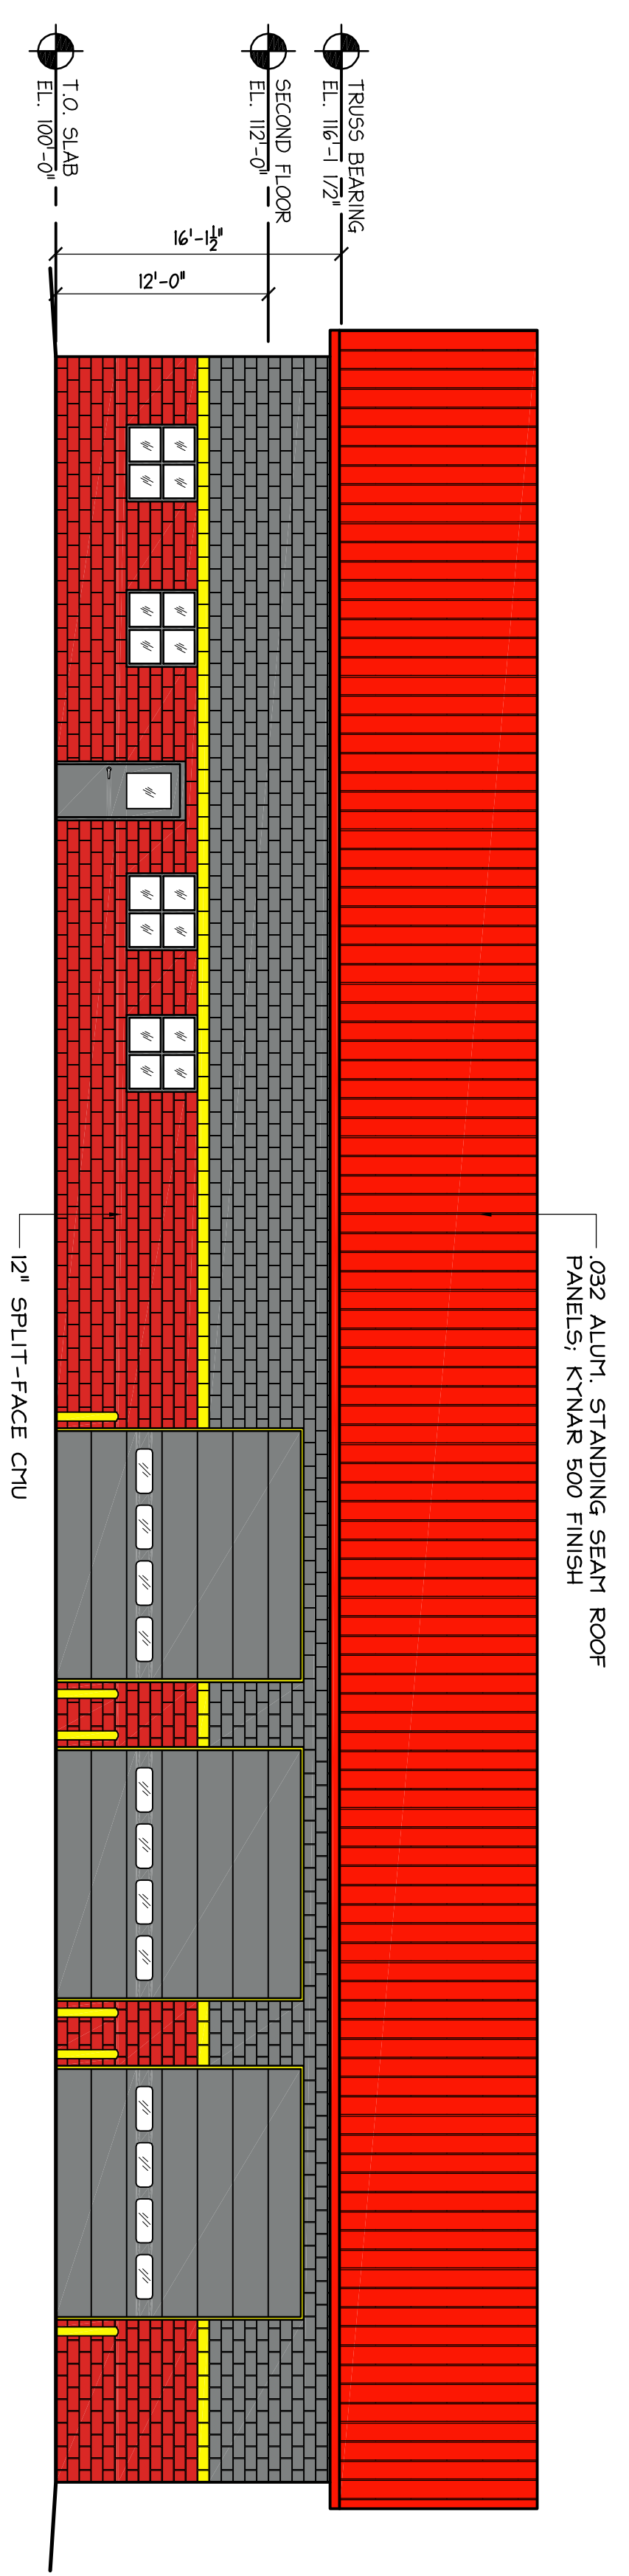 TRUSS BEARING
EL. 116'-1 1/2"
SECOND FLOOR
EL. 112'-0"
T.O. SLAB
EL. 100'-0"
16'-1½"
12'-0"
.032 ALUM. STANDING SEAM ROOF
PANELS; KYNAR 500 FINISH
12" SPLIT-FACE CMU